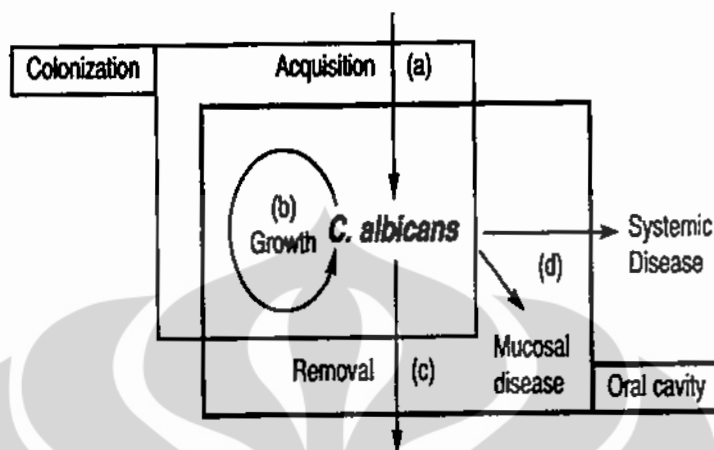 Colonization
Acquisition (a)
(b)
Growth C. albicans
Systemic
Disease
(d)
Removal (c)
Mucosal
disease
Oral cavity